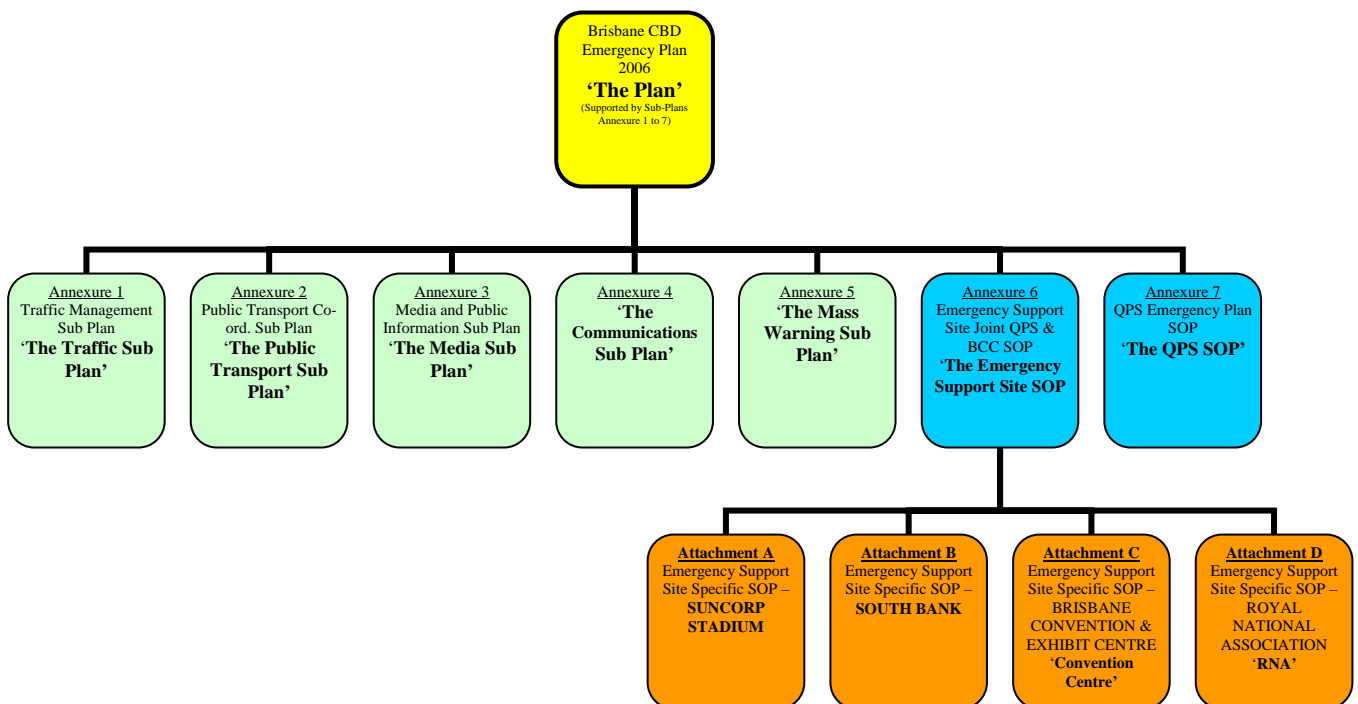 Brisbane CBD
Emergency Plan
2006
‘The Plan’
(Supported by Sub-Plans
Annexure 1 to 7)
Annexure 1
Traffic Management
Sub Plan
‘The Traffic Sub
Plan’
Annexure 2
Public Transport Co-
ord. Sub Plan
‘The Public
Transport Sub
Plan’
Annexure 3
Media and Public
Information Sub Plan
‘The Media Sub
Plan’
Annexure 4
‘The
Communications
Sub Plan’
Annexure 5
‘The Mass
Warning Sub
Plan’
Annexure 6
Emergency Support
Site Joint QPS &
BCC SOP
‘The Emergency
Support Site SOP
Annexure 7
QPS Emergency Plan
SOP
‘The QPS SOP’
Attachment A
Emergency Support
Site Specific SOP –
SUNCORP
STADIUM
Attachment B
Emergency Support
Site Specific SOP –
SOUTH BANK
Attachment C
Emergency Support
Site Specific SOP –
BRISBANE
CONVENTION &
EXHIBIT CENTRE
‘Convention
Centre’
Attachment D
Emergency Support
Site Specific SOP –
ROYAL
NATIONAL
ASSOCIATION
‘RNA’